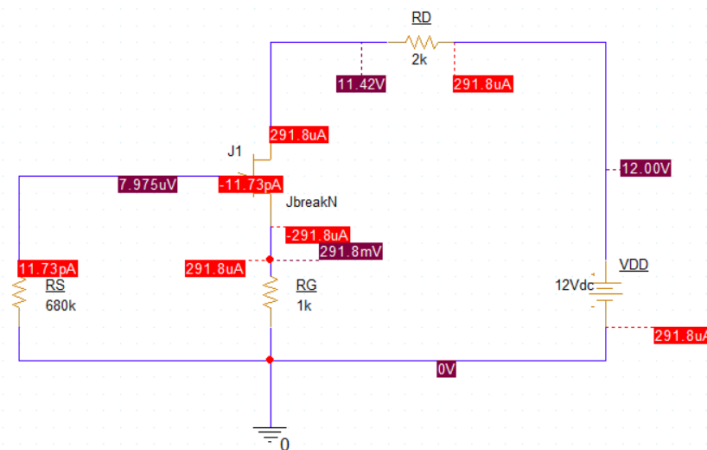 RD
2k
11.42V
291.8uA
291.8uA
J1
12.00V
7.975uV
-11.73pA
JbreakN
-291.8uA
291.8mV
291.8uA
11.73pA
RS
680k
RG
1k
VDD
12Vdc
291.8uA
0V
0